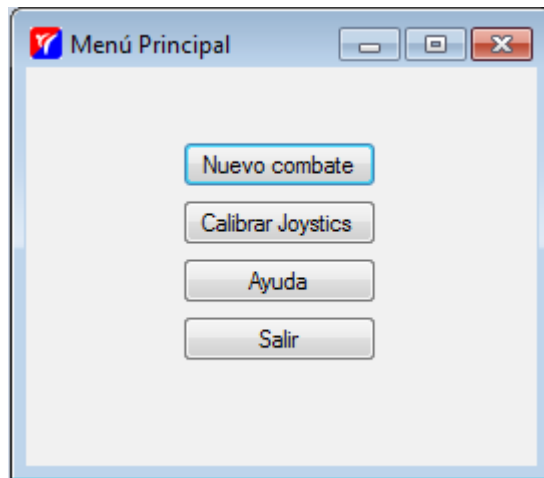 Menú Principal
Nuevo combate
Calibrar Joystics
Ayuda
Salir